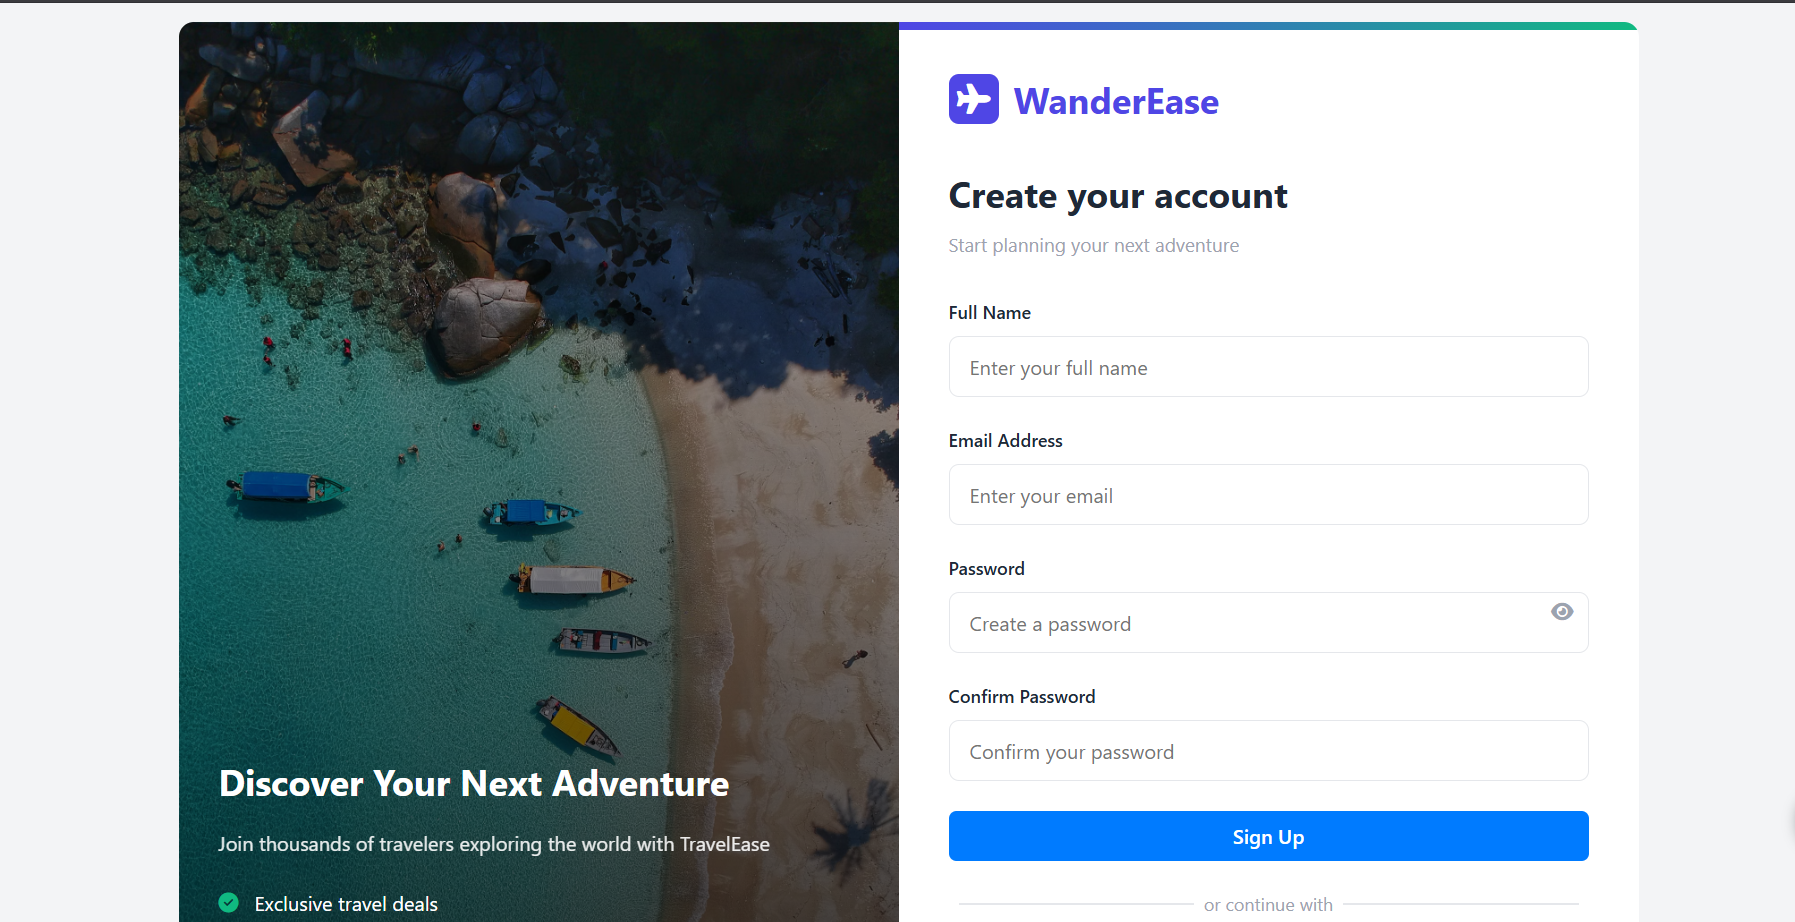 WanderEase
Create your account
Start planning your next adventure
Full Name
Enter your full name
Email Address
Enter your email
Password
Create a password
Confirm Password
Confirm your password
Sign Up
or continue with
Discover Your Next Adventure
Join thousands of travelers exploring the world with TravelEase
Exclusive travel deals